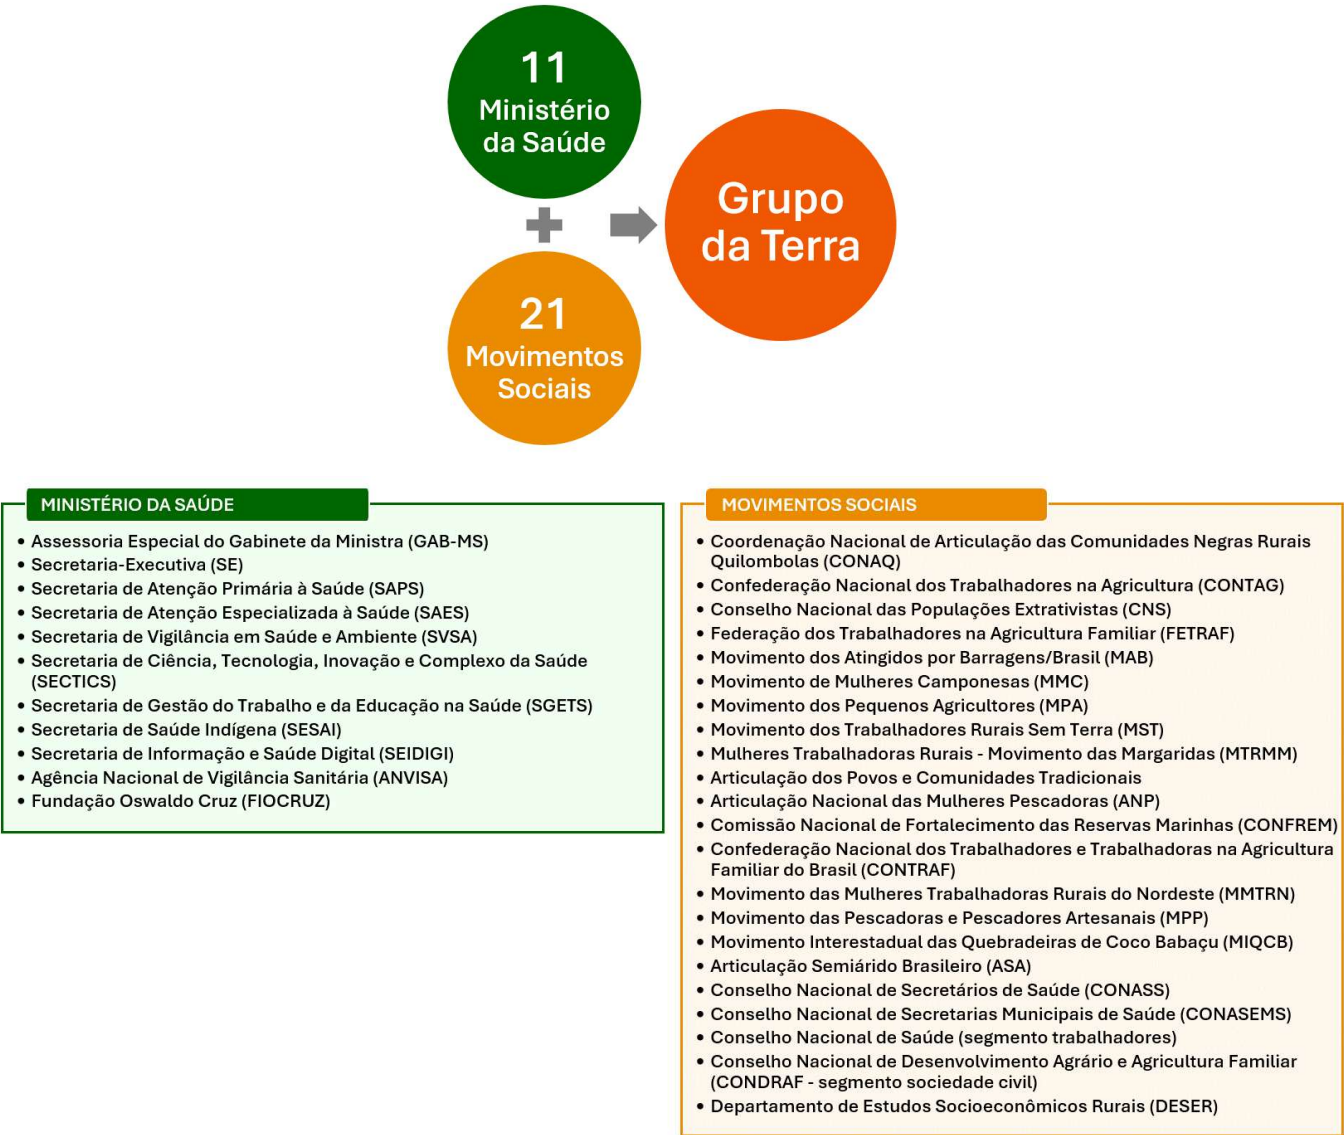 11
Ministério
da Saúde
Grupo
da Terra
21
Movimentos
Sociais
MINISTÉRIO DA SAÚDE
• Assessoria Especial do Gabinete da Ministra (GAB-MS)
• Secretaria-Executiva (SE)
• Secretaria de Atenção Primária à Saúde (SAPS)
• Secretaria de Atenção Especializada à Saúde (SAES)
• Secretaria de Vigilância em Saúde e Ambiente (SVSA)
• Secretaria de Ciência, Tecnologia, Inovação e Complexo da Saúde
(SECTICS)
• Secretaria de Gestão do Trabalho e da Educação na Saúde (SGETS)
• Secretaria de Saúde Indígena (SESAI)
• Secretaria de Informação e Saúde Digital (SEIDIGI)
• Agência Nacional de Vigilância Sanitária (ANVISA)
• Fundação Oswaldo Cruz (FIOCRUZ)
MOVIMENTOS SOCIAIS
• Coordenação Nacional de Articulação das Comunidades Negras Rurais
Quilombolas (CONAQ)
• Confederação Nacional dos Trabalhadores na Agricultura (CONTAG)
• Conselho Nacional das Populações Extrativistas (CNS)
• Federação dos Trabalhadores na Agricultura Familiar (FETRAF)
• Movimento dos Atingidos por Barragens/Brasil (MAB)
• Movimento de Mulheres Camponesas (MMC)
• Movimento dos Pequenos Agricultores (MPA)
• Movimento dos Trabalhadores Rurais Sem Terra (MST)
• Mulheres Trabalhadoras Rurais - Movimento das Margaridas (MTRMM)
• Articulação dos Povos e Comunidades Tradicionais
• Articulação Nacional das Mulheres Pescadoras (ANP)
• Comissão Nacional de Fortalecimento das Reservas Marinhas (CONFREM)
• Confederação Nacional dos Trabalhadores e Trabalhadoras na Agricultura
Familiar do Brasil (CONTRAF)
• Movimento das Mulheres Trabalhadoras Rurais do Nordeste (MMTRN)
• Movimento das Pescadoras e Pescadores Artesanais (MPP)
• Movimento Interestadual das Quebradeiras de Coco Babaçu (MIQCB)
• Articulação Semiárido Brasileiro (ASA)
• Conselho Nacional de Secretários de Saúde (CONASS)
• Conselho Nacional de Secretarias Municipais de Saúde (CONASEMS)
• Conselho Nacional de Saúde (segmento trabalhadores)
• Conselho Nacional de Desenvolvimento Agrário e Agricultura Familiar
(CONDRAF - segmento sociedade civil)
• Departamento de Estudos Socioeconômicos Rurais (DESER)